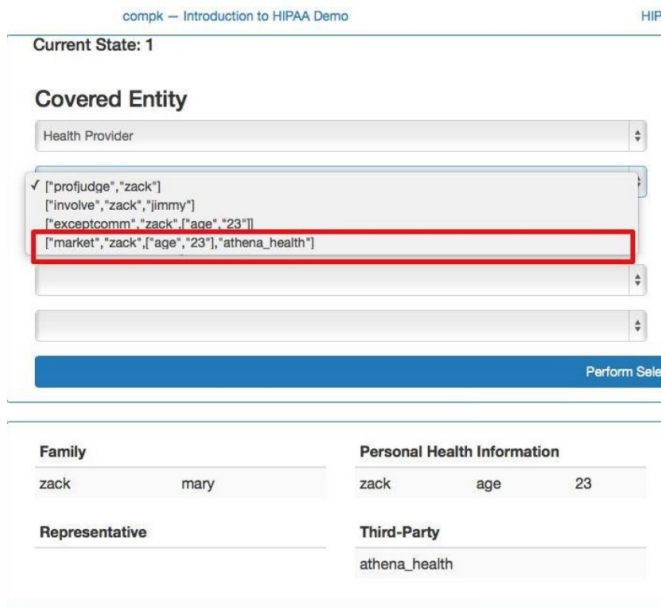 compk — Introduction to HIPAA Demo HIP
Current State: 1
Covered Entity
Health Provider
✓ ["profjudge","zack"]
["involve","zack","jimmy"]
["exceptcomm","zack",["age","23"]]
["market","zack",["age","23"],"athena_health"]
Perform Sele
Family Personal Health Information
zack mary zack age 23
Representative Third-Party
athena_health